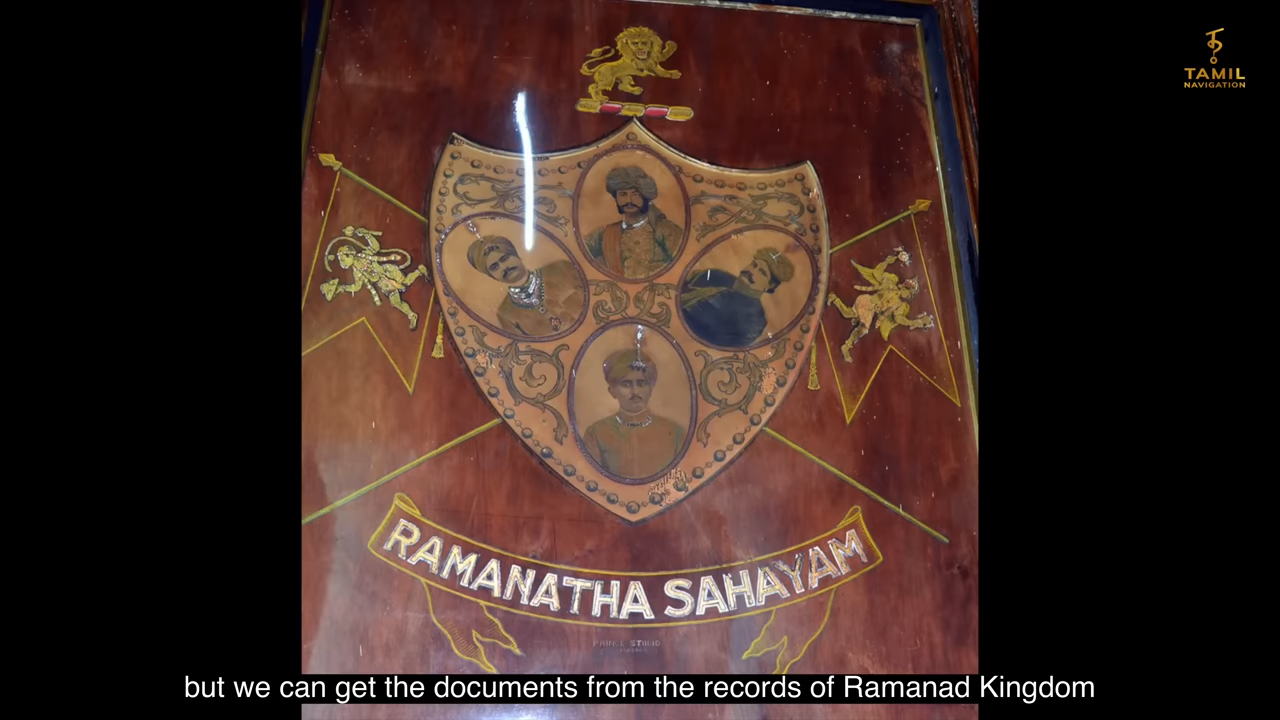 TAMIL
NAVIGATION
RAMANATHA SAHAYAM
PRINCE STUDIO
but we can get the documents from the records of Ramanad Kingdom